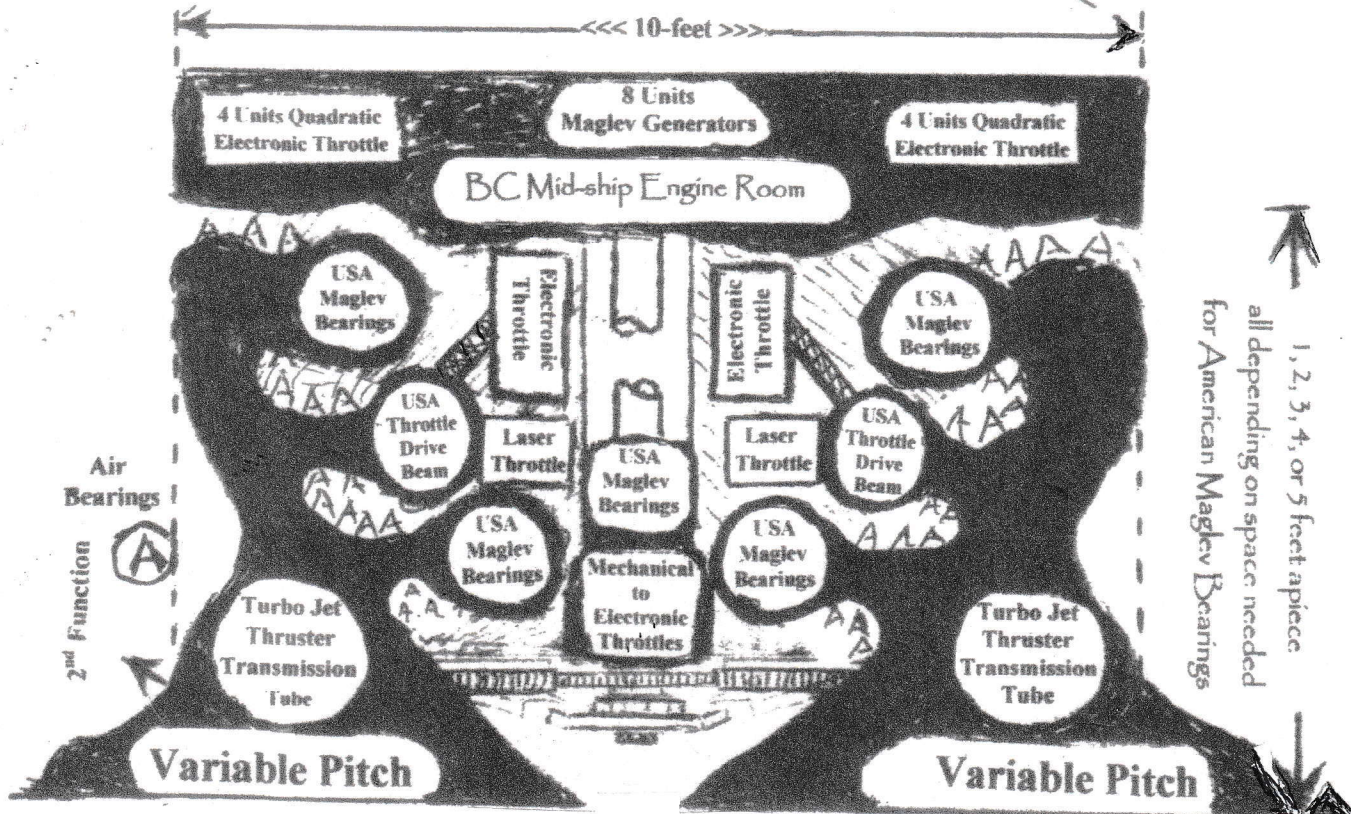 <<< 10-feet >>>
4 Units Quadratic
Electronic Throttle
8 Units
Maglev Generators
4 Units Quadratic
Electronic Throttle
BC Mid-ship Engine Room
A A A
A A A A
USA
Maglev
Bearings
Electronic
Throttle
Electronic
Throttle
USA
Maglev
Bearings
A A A
A A
A A A
USA
Throttle
Drive
Beam
Laser
Throttle
USA
Maglev
Bearings
Laser
Throttle
USA
Throttle
Drive
Beam
A A
A A A A
A A
A A A
USA
Maglev
Bearings
USA
Maglev
Bearings
Mechanical
to
Electronic
Throttles
A
A A A
A A
A
Air
Bearings
A
2nd Function
Turbo Jet
Thruster
Transmission
Tube
Turbo Jet
Thruster
Transmission
Tube
Variable Pitch
Variable Pitch
1, 2, 3, 4, or 5 feet apiece
all depending on space needed
for American Maglev Bearings